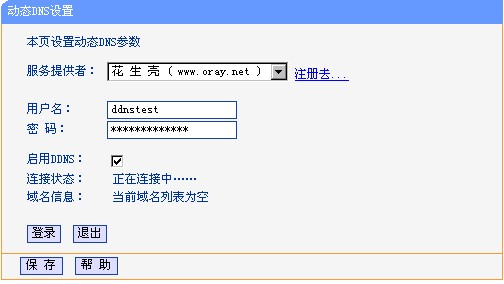 动态DNS设置
本页设置动态DNS参数
服务提供者： 花 生 壳 ( www.oray.net ) 注册去...
用户名： ddnstest
密 码： *************
启用DDNS：
连接状态： 正在连接中……
域名信息： 当前域名列表为空
登录 退出
保 存 帮 助